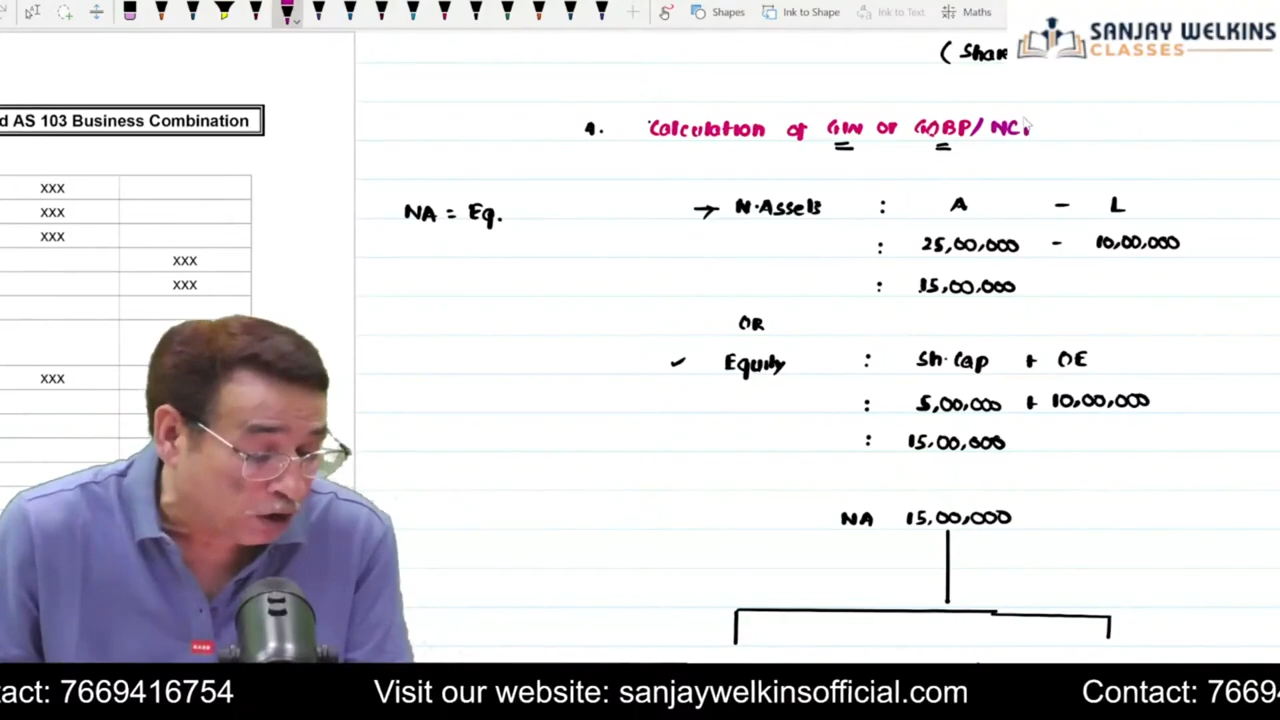 Shapes Ink to Shape Ink to Text Maths
SANJAY WELKINS
CLASSES
( Share
d AS 103 Business Combination
1. Calculation of GW or GOBP/ NCI
xxx
xxx
xxx
xxx
xxx
xxx
NA = Eq.
→ N.Assets : A - L
: 25,00,000 - 10,00,000
: 15,00,000
OR
✓ Equity : Sh.Cap + OE
: 5,00,000 + 10,00,000
: 15,00,000
NA 15,00,000
tact: 7669416754 Visit our website: sanjaywelkinsofficial.com Contact: 7669